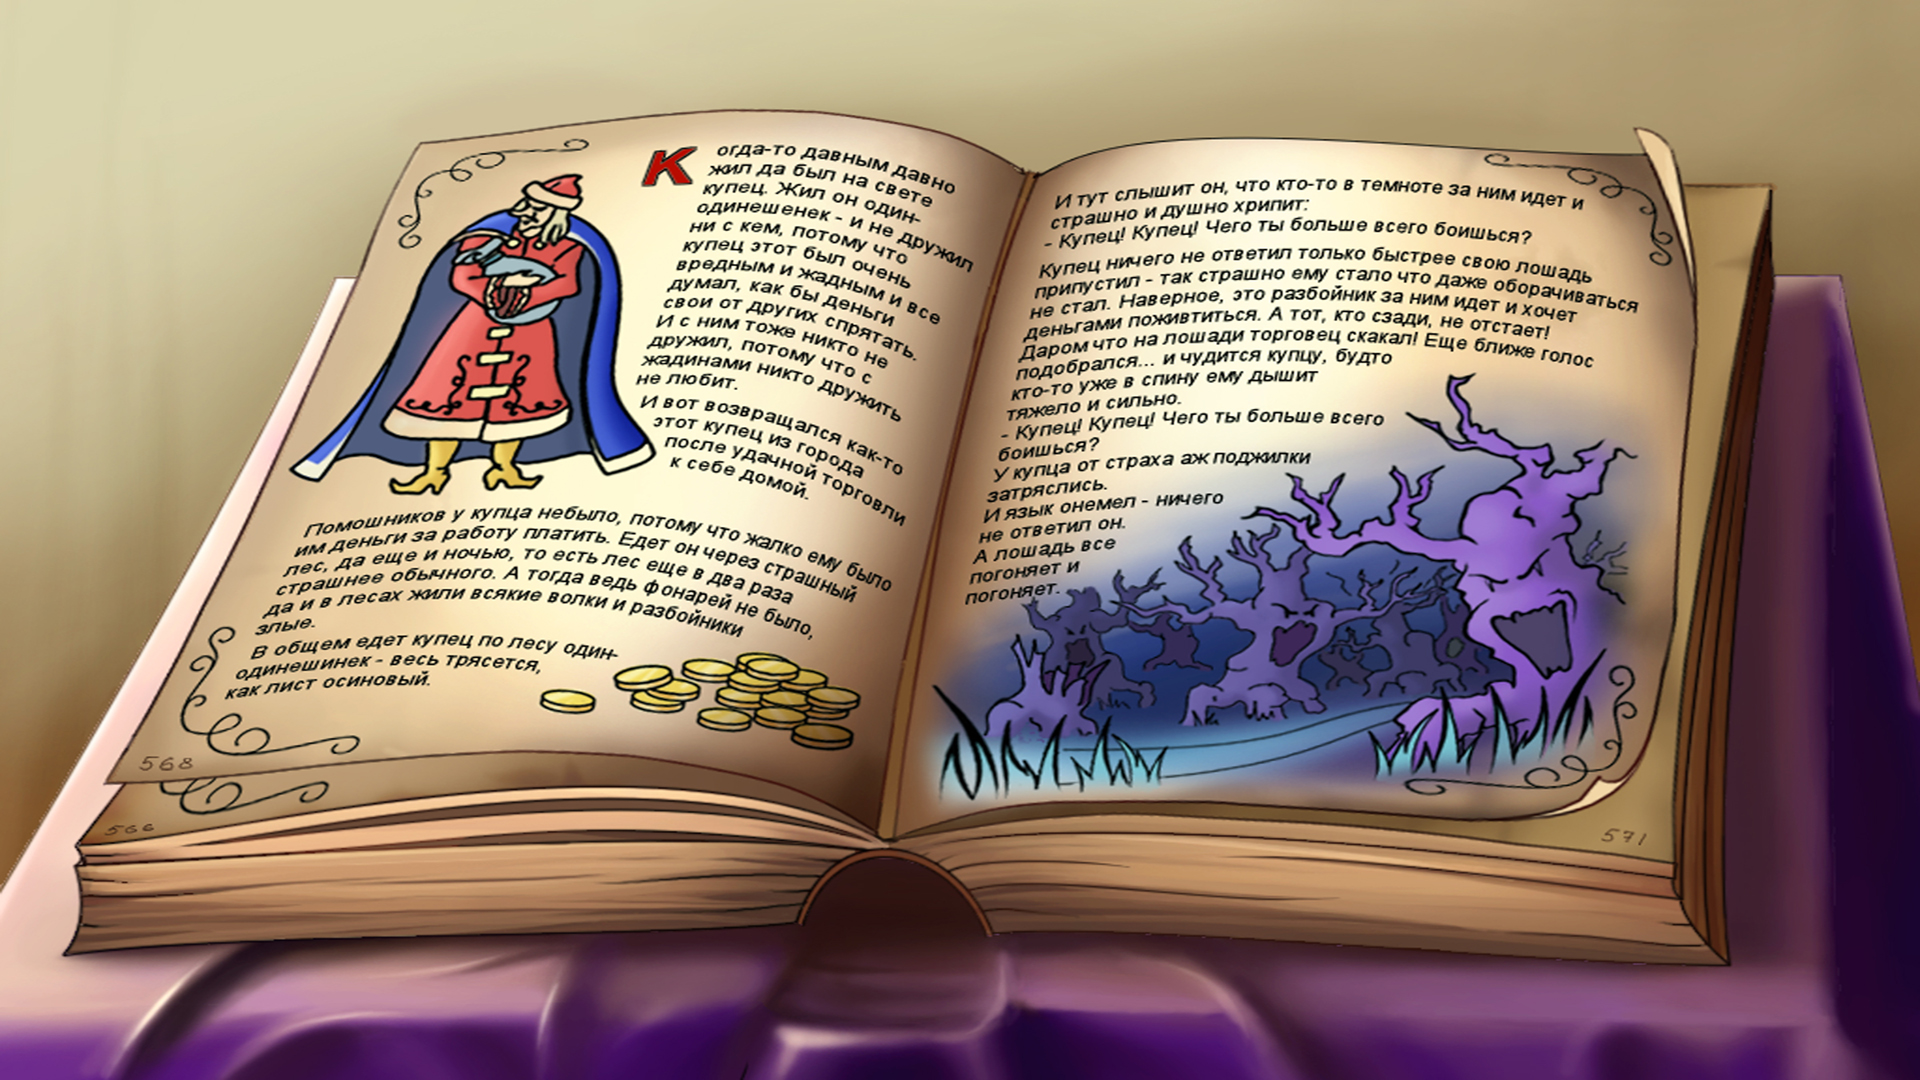 Когда-то давным давно
жил да был на свете
купец. Жил он один-
одинешенек - и не дружил
ни с кем, потому что
купец этот был очень
вредным и жадным и все
думал, как бы деньги
свои от других спрятать.
И с ним тоже никто не
дружил, потому что с
жадинами никто дружить
не любит.
И вот возвращался как-то
этот купец из города
после удачной торговли
к себе домой.
Помошников у купца небыло, потому что жалко ему было
им деньги за работу платить. Едет он через страшный
лес, да еще и ночью, то есть лес еще в два раза
страшнее обычного. А тогда ведь фонарей не было,
да и в лесах жили всякие волки и разбойники
злые.
В общем едет купец по лесу один-
одинешинек - весь трясется,
как лист осиновый.
568
566
И тут слышит он, что кто-то в темноте за ним идет и
страшно и душно хрипит:
- Купец! Купец! Чего ты больше всего боишься?
Купец ничего не ответил только быстрее свою лошадь
припустил - так страшно ему стало что даже оборачиваться
не стал. Наверное, это разбойник за ним идет и хочет
деньгами поживтиться. А тот, кто сзади, не отстает!
Даром что на лошади торговец скакал! Еще ближе голос
подобрался... и чудится купцу, будто
кто-то уже в спину ему дышит
тяжело и сильно.
- Купец! Купец! Чего ты больше всего
боишься?
У купца от страха аж поджилки
затряслись.
И язык онемел - ничего
не ответил он.
А лошадь все
погоняет и
погоняет.
571